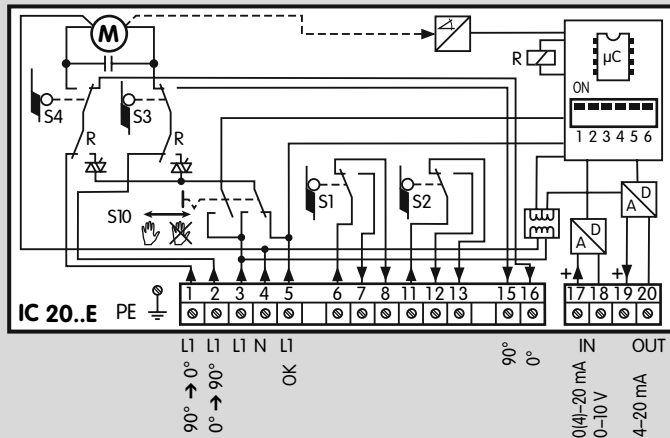 M
R
µC
ON
1 2 3 4 5 6
S4
S3
R
R
S1
S2
S10
D
A
D
A
+
+
IC 20..E
PE
1 2 3 4 5 6 7 8 11 12 13 15 16 17 18 19 20
L1 L1 L1 N L1
IN
OUT
90° → 0°
0° → 90°
OK
90°
0°
0(4)–20 mA
0–10 V
4–20 mA